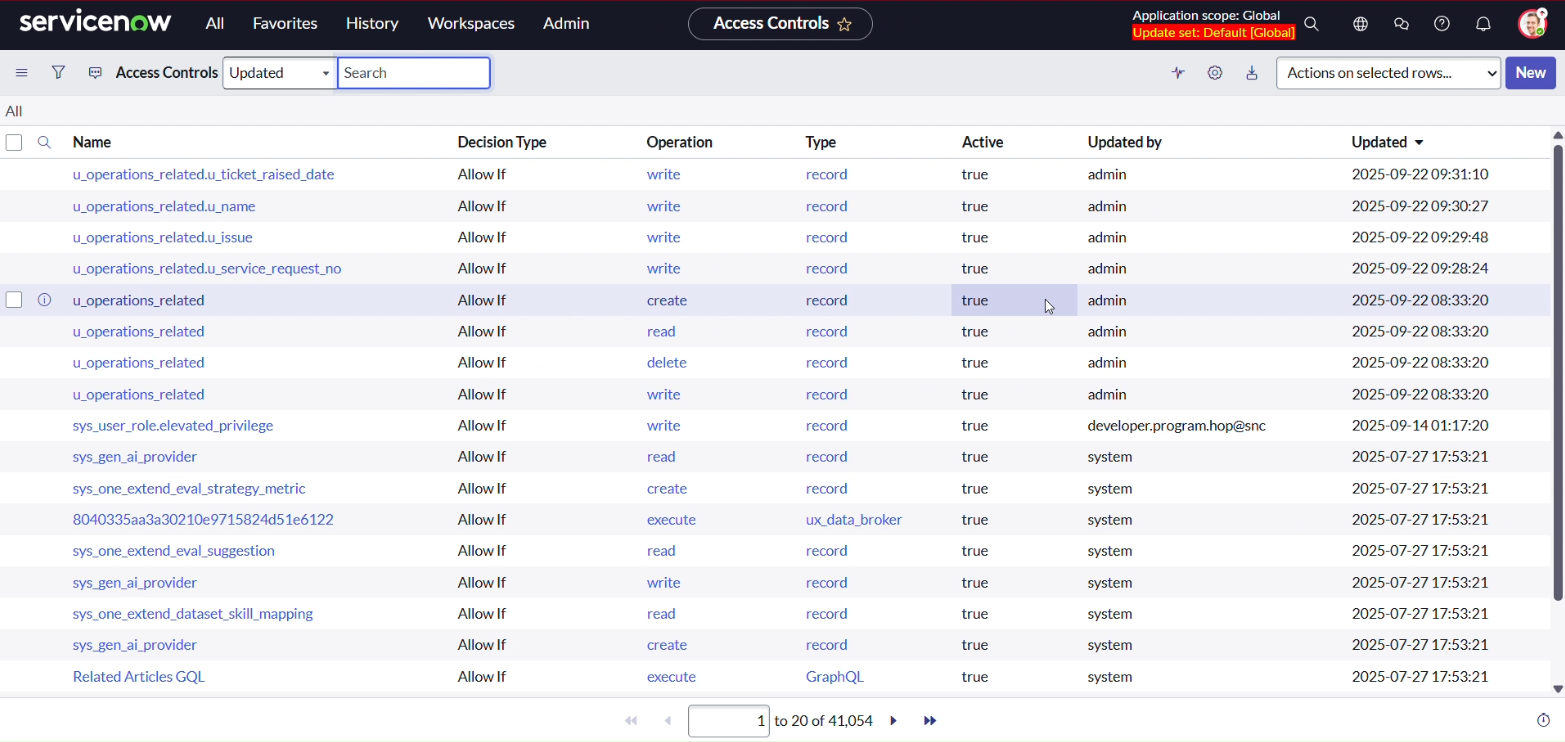 servicenow All Favorites History Workspaces Admin Access Controls Application scope: Global
Update set: Default [Global]
Access Controls Updated Search Actions on selected rows... New
All
Name Decision Type Operation Type Active Updated by Updated
u_operations_related.u_ticket_raised_date Allow If write record true admin 2025-09-22 09:31:10
u_operations_related.u_name Allow If write record true admin 2025-09-22 09:30:27
u_operations_related.u_issue Allow If write record true admin 2025-09-22 09:29:48
u_operations_related.u_service_request_no Allow If write record true admin 2025-09-22 09:28:24
u_operations_related Allow If create record true admin 2025-09-22 08:33:20
u_operations_related Allow If read record true admin 2025-09-22 08:33:20
u_operations_related Allow If delete record true admin 2025-09-22 08:33:20
u_operations_related Allow If write record true admin 2025-09-22 08:33:20
sys_user_role.elevated_privilege Allow If write record true developer.program.hop@snc 2025-09-14 01:17:20
sys_gen_ai_provider Allow If read record true system 2025-07-27 17:53:21
sys_one_extend_eval_strategy_metric Allow If create record true system 2025-07-27 17:53:21
8040335aa3a30210e9715824d51e6122 Allow If execute ux_data_broker true system 2025-07-27 17:53:21
sys_one_extend_eval_suggestion Allow If read record true system 2025-07-27 17:53:21
sys_gen_ai_provider Allow If write record true system 2025-07-27 17:53:21
sys_one_extend_dataset_skill_mapping Allow If read record true system 2025-07-27 17:53:21
sys_gen_ai_provider Allow If create record true system 2025-07-27 17:53:21
Related Articles GQL Allow If execute GraphQL true system 2025-07-27 17:53:21
1 to 20 of 41,054